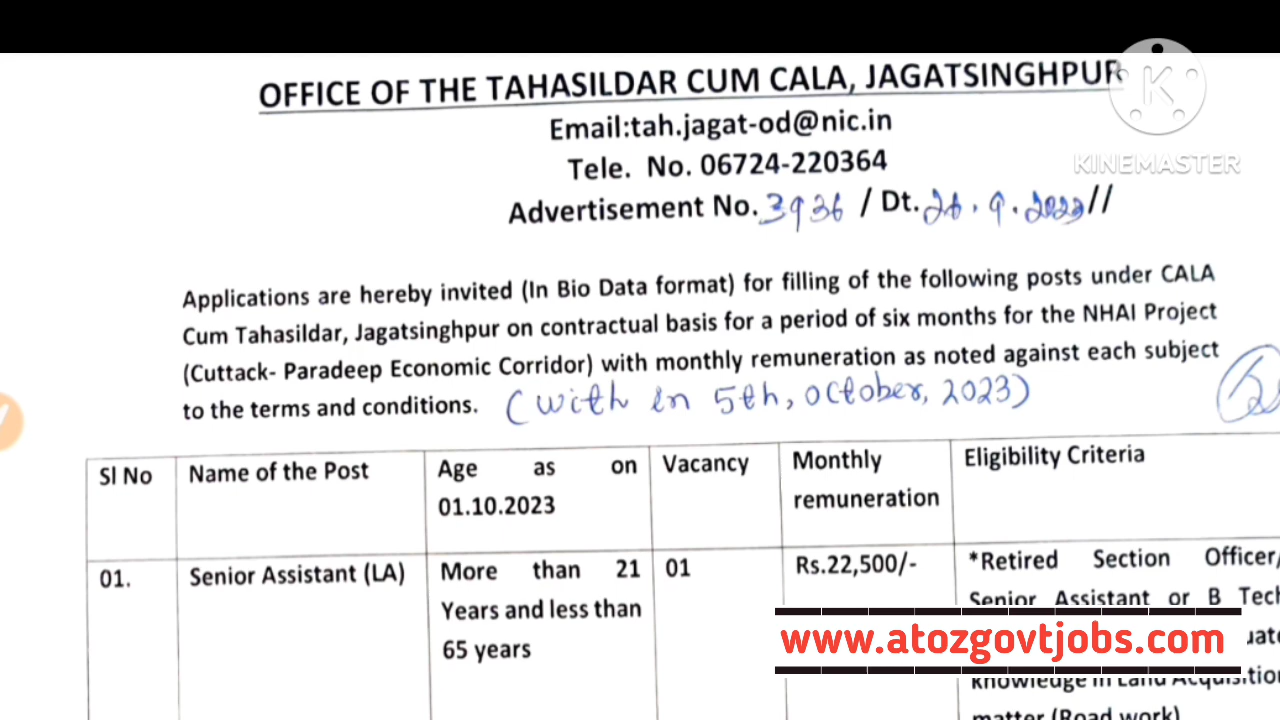 OFFICE OF THE TAHASILDAR CUM CALA, JAGATSINGHPUR
KINEMASTER
Email:tah.jagat-od@nic.in
Tele. No. 06724-220364
Advertisement No. 3936 / Dt. 26.9.2023//
Applications are hereby invited (In Bio Data format) for filling of the following posts under CALA
Cum Tahasildar, Jagatsinghpur on contractual basis for a period of six months for the NHAI Project
(Cuttack- Paradeep Economic Corridor) with monthly remuneration as noted against each subject
to the terms and conditions. (with in 5th, october, 2023)
Sl No Name of the Post Age as on 01.10.2023 Vacancy Monthly remuneration Eligibility Criteria
01. Senior Assistant (LA) More than 21 Years and less than 65 years 01 Rs.22,500/- *Retired Section Officer/ Senior Assistant or B Tech
knowledge in Land Acquisition
matter (Road work)
www.atozgovtjobs.com